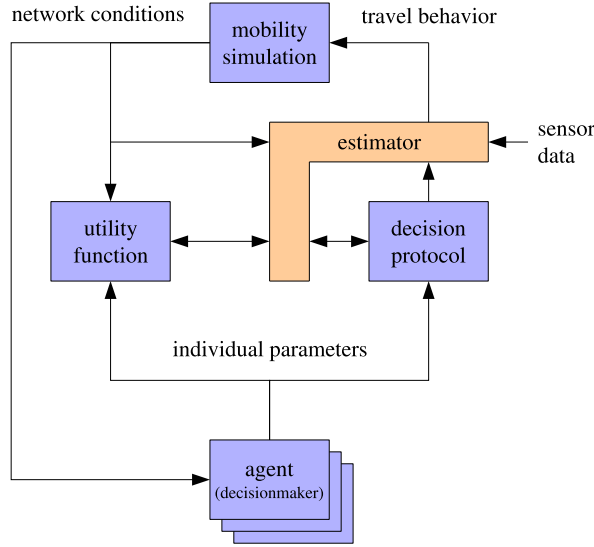 network conditions
mobility
simulation
travel behavior
estimator
sensor
data
utility
function
decision
protocol
individual parameters
agent
(decisionmaker)